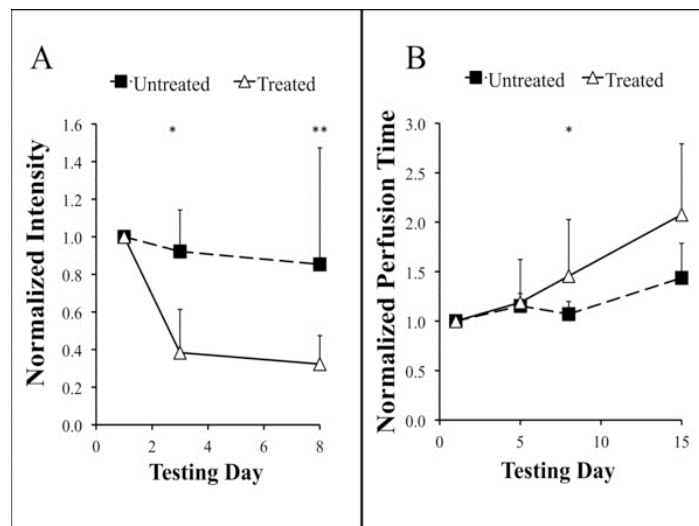 A
Untreated Treated
Normalized Intensity
1.6
1.4
1.2
1.0
0.8
0.6
0.4
0.2
0.0
* **
0 2 4 6 8
Testing Day
B
Untreated Treated
Normalized Perfusion Time
3.0
2.5
2.0
1.5
1.0
0.5
0.0
*
0 5 10 15
Testing Day